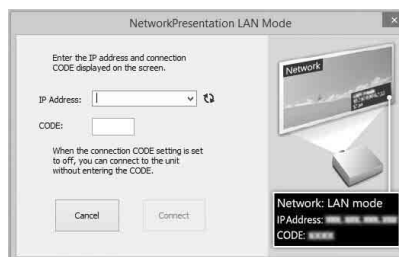 NetworkPresentation LAN Mode
Enter the IP address and connection
CODE displayed on the screen.
IP Address:
CODE:
When the connection CODE setting is set
to off, you can connect to the unit
without entering the CODE.
Cancel
Connect
Network
Network: LAN mode
IPAddress:
CODE: